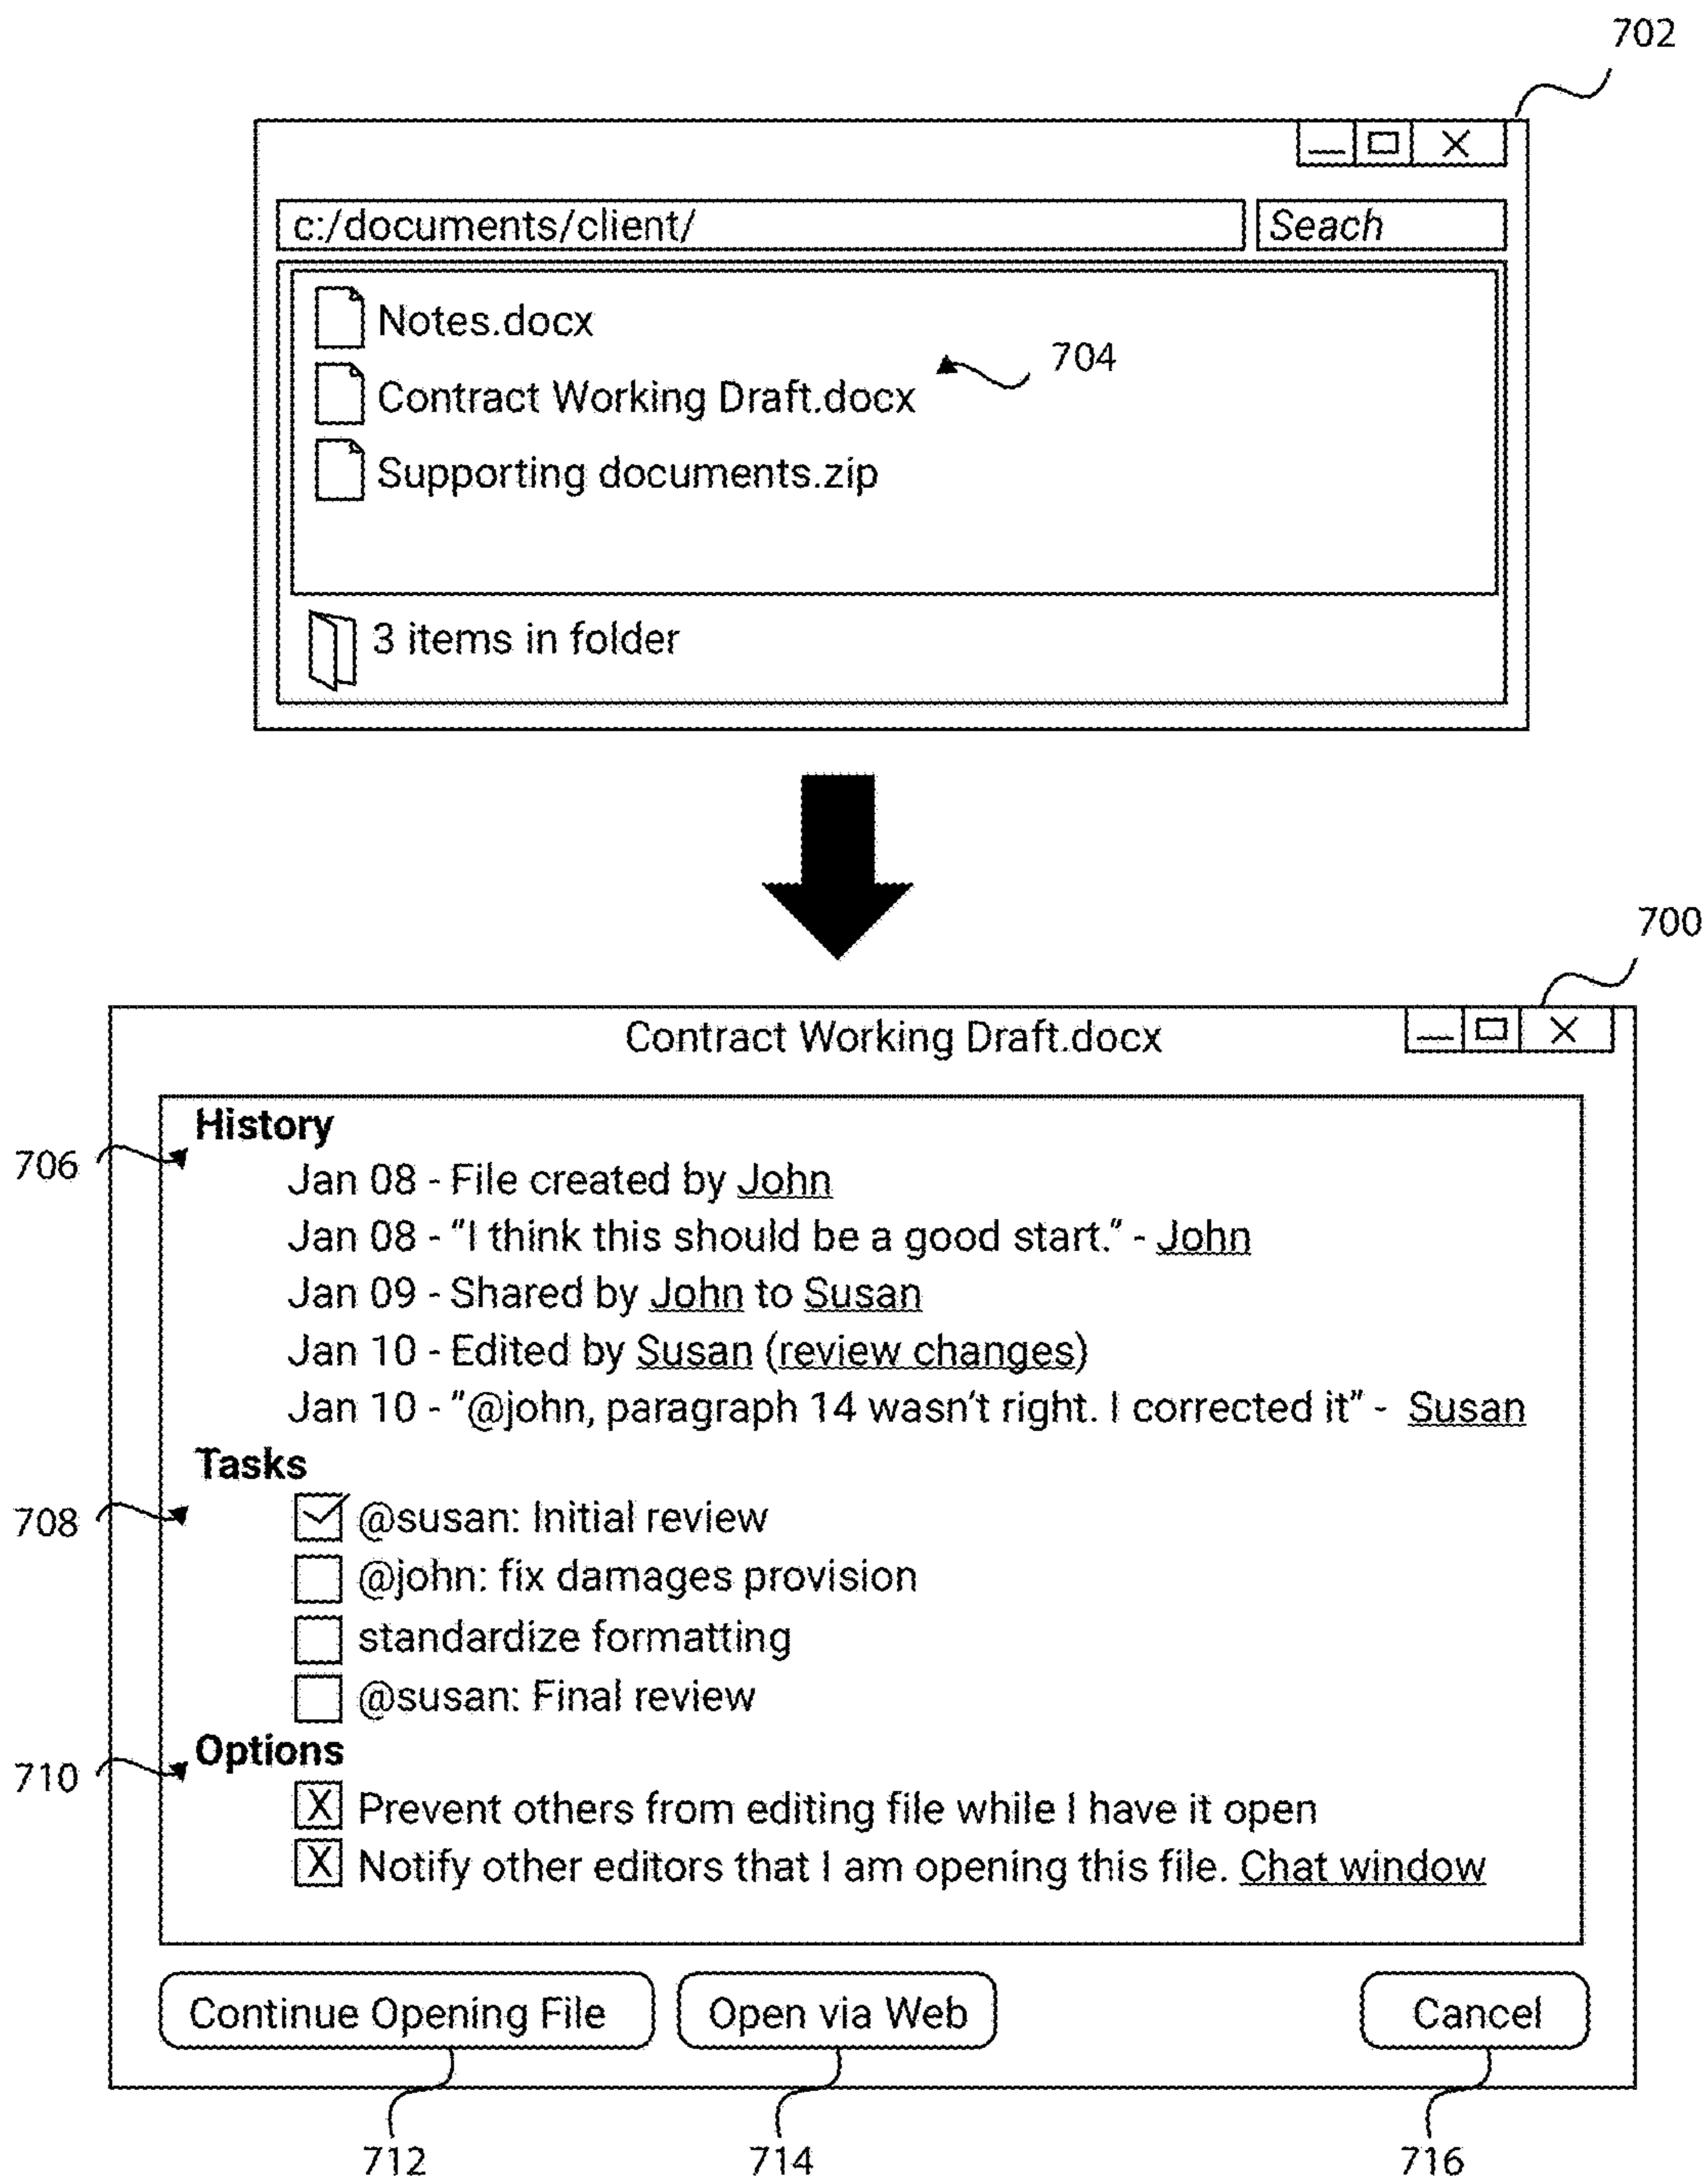 702
c:/documents/client/ Seach
Notes.docx
704
Contract Working Draft.docx
Supporting documents.zip
3 items in folder
700
Contract Working Draft.docx
History
706
Jan 08 - File created by John
Jan 08 - “I think this should be a good start.” - John
Jan 09 - Shared by John to Susan
Jan 10 - Edited by Susan (review changes)
Jan 10 - “@john, paragraph 14 wasn’t right. I corrected it” - Susan
Tasks
708
@susan: Initial review
@john: fix damages provision
standardize formatting
@susan: Final review
Options
710
X Prevent others from editing file while I have it open
X Notify other editors that I am opening this file. Chat window
Continue Opening File Open via Web Cancel
712 714 716